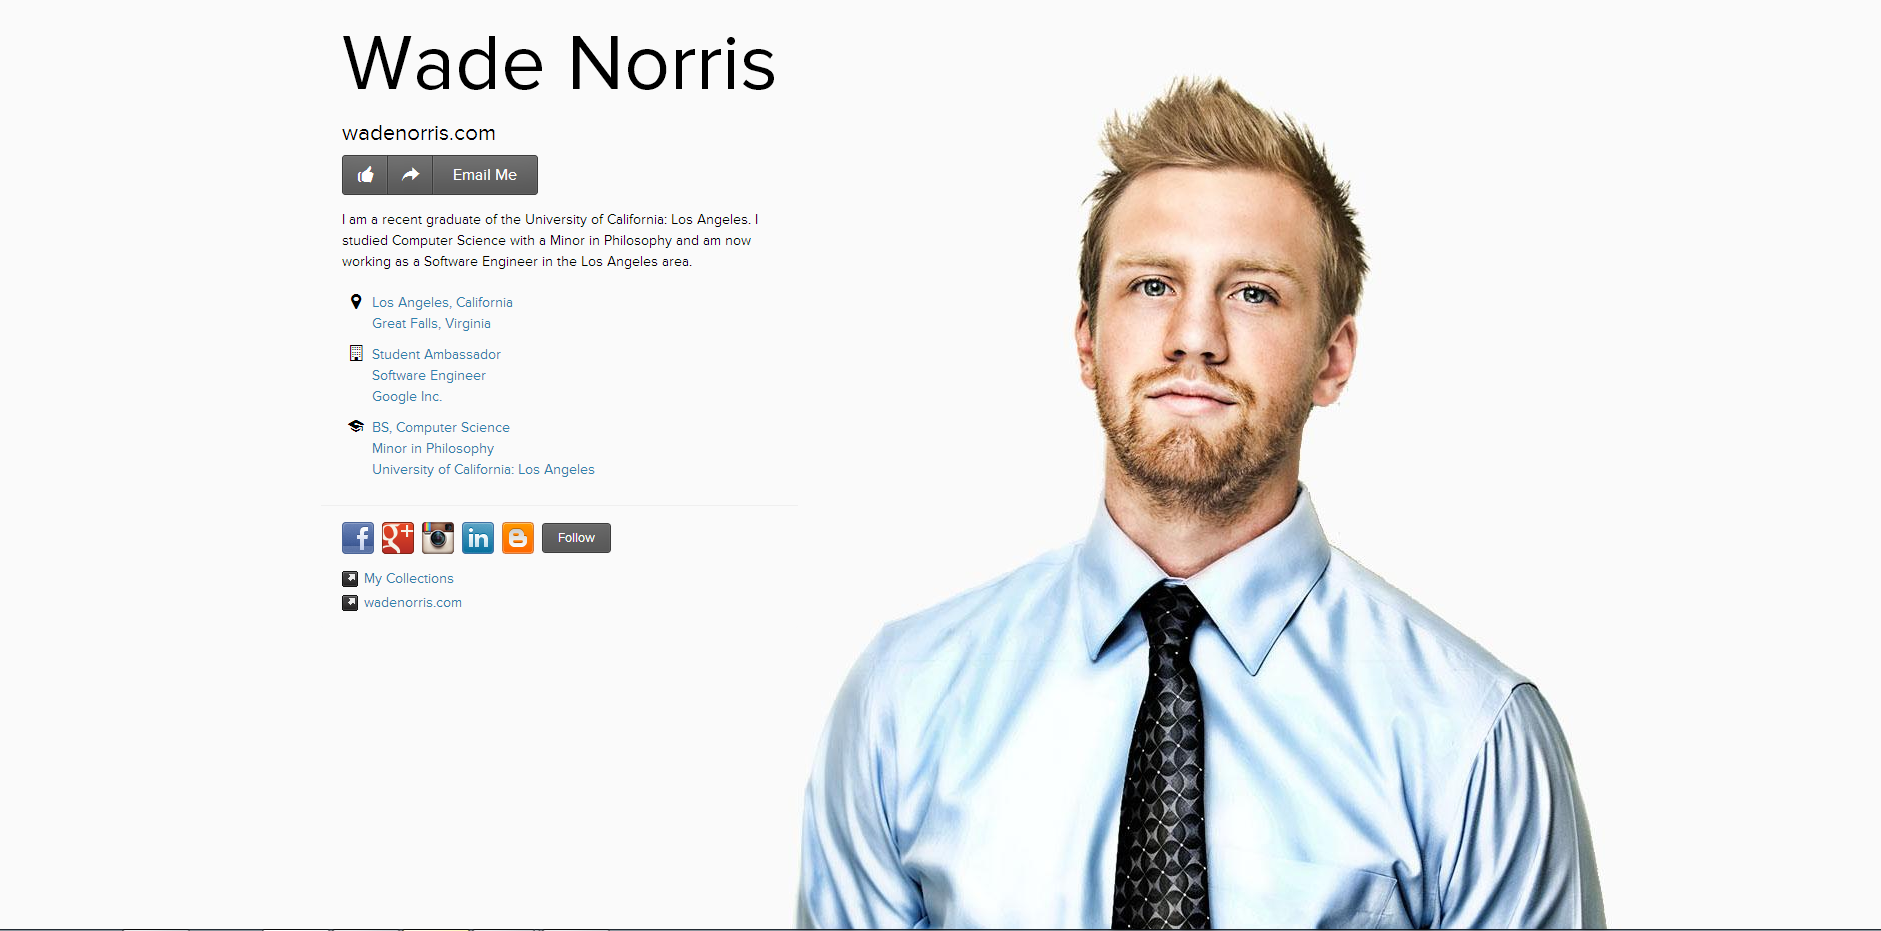 Wade Norris
wadenorris.com
Email Me
I am a recent graduate of the University of California: Los Angeles. I
studied Computer Science with a Minor in Philosophy and am now
working as a Software Engineer in the Los Angeles area.
Los Angeles, California
Great Falls, Virginia
Student Ambassador
Software Engineer
Google Inc.
BS, Computer Science
Minor in Philosophy
University of California: Los Angeles
f g+ in B Follow
My Collections
wadenorris.com